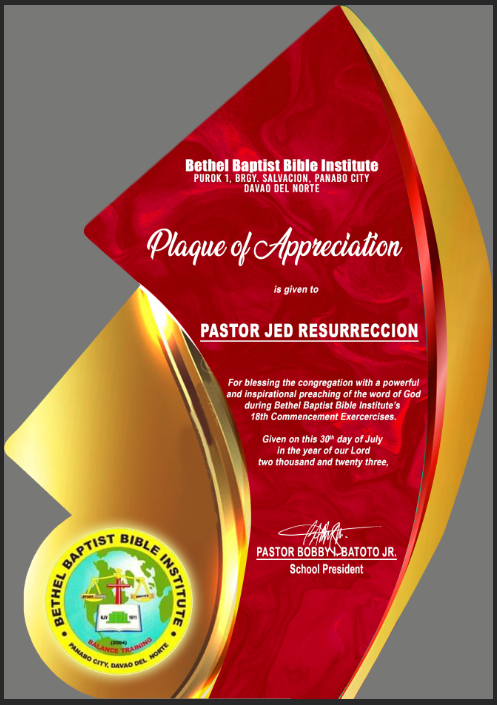 Bethel Baptist Bible Institute
PUROK 1, BRGY. SALVACION, PANABO CITY
DAVAO DEL NORTE
Plaque of Appreciation
is given to
PASTOR JED RESURRECCION
For blessing the congregation with a powerful
and inspirational preaching of the word of God
during Bethel Baptist Bible Institute's
18th Commencement Exercercises.
Given on this 30th day of July
in the year of our Lord
two thousand and twenty three,
PASTOR BOBBY N. BATOTO JR.
School President
BETHEL BAPTIST BIBLE INSTITUTE
KJV 1611
(2004)
BALANCE TRAINING
PANABO CITY, DAVAO DEL NORTE